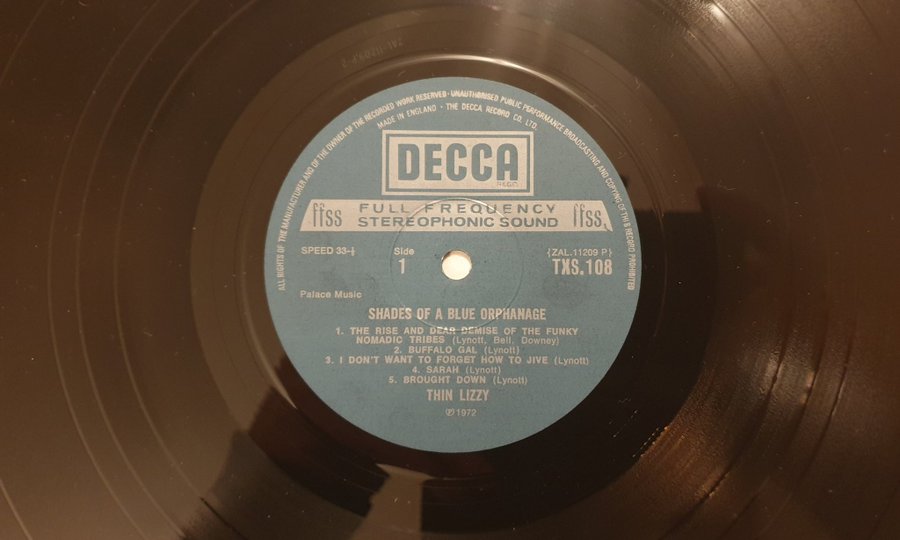 ALL RIGHTS OF THE MANUFACTURER AND OF THE OWNER OF THE RECORDED WORK RESERVED · UNAUTHORISED PUBLIC PERFORMANCE BROADCASTING AND COPYING OF THIS RECORD PROHIBITED
MADE IN ENGLAND · THE DECCA RECORD CO. LTD.
DECCA
REGD
ffss FULL FREQUENCY STEREOPHONIC SOUND ffss
SPEED 33-⅓ Side 1 {ZAL.11209 P}
TXS.108
Palace Music
SHADES OF A BLUE ORPHANAGE
1. THE RISE AND DEAR DEMISE OF THE FUNKY
NOMADIC TRIBES (Lynott, Bell, Downey)
2. BUFFALO GAL (Lynott)
3. I DON'T WANT TO FORGET HOW TO JIVE (Lynott)
4. SARAH (Lynott)
5. BROUGHT DOWN (Lynott)
THIN LIZZY
℗ 1972